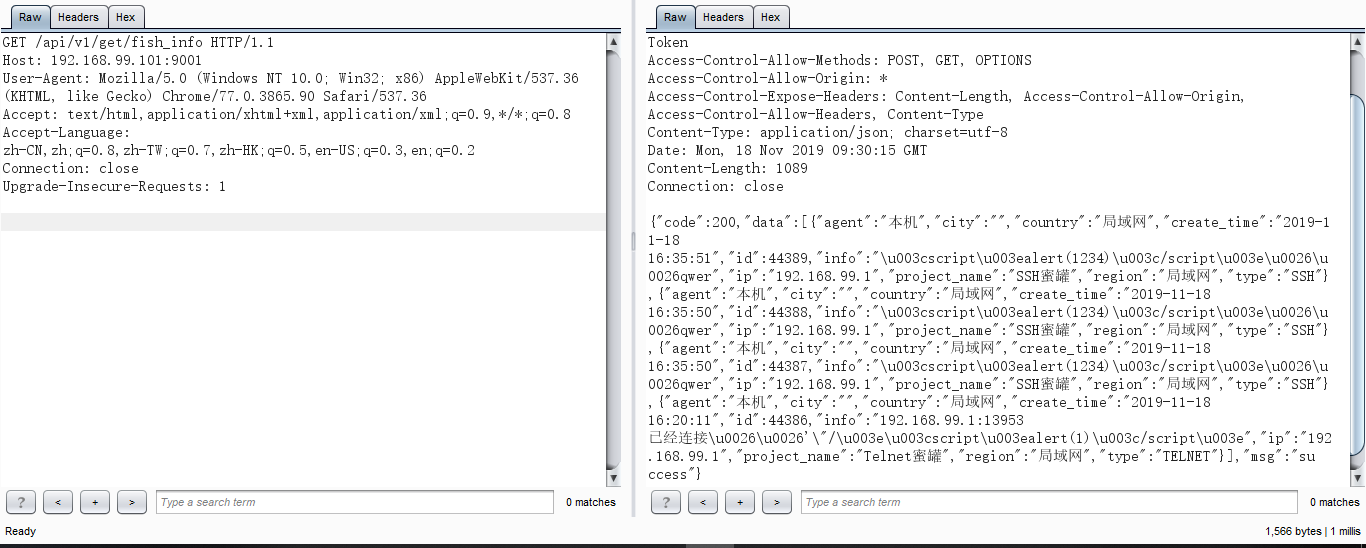 Raw Headers Hex
GET /api/v1/get/fish_info HTTP/1.1
Host: 192.168.99.101:9001
User-Agent: Mozilla/5.0 (Windows NT 10.0; Win32; x86) AppleWebKit/537.36
(KHTML, like Gecko) Chrome/77.0.3865.90 Safari/537.36
Accept: text/html,application/xhtml+xml,application/xml;q=0.9,*/*;q=0.8
Accept-Language:
zh-CN,zh;q=0.8,zh-TW;q=0.7,zh-HK;q=0.5,en-US;q=0.3,en;q=0.2
Connection: close
Upgrade-Insecure-Requests: 1
? < + > Type a search term 0 matches
Ready
Raw Headers Hex
Token
Access-Control-Allow-Methods: POST, GET, OPTIONS
Access-Control-Allow-Origin: *
Access-Control-Expose-Headers: Content-Length, Access-Control-Allow-Origin,
Access-Control-Allow-Headers, Content-Type
Content-Type: application/json; charset=utf-8
Date: Mon, 18 Nov 2019 09:30:15 GMT
Content-Length: 1089
Connection: close
{"code":200,"data":[{"agent":"本机","city":"","country":"局域网","create_time":"2019-1
1-18
16:35:51","id":44389,"info":"\u003cscript\u003ealert(1234)\u003c/script\u003e\u0026\u
0026qwer","ip":"192.168.99.1","project_name":"SSH蜜罐","region":"局域网","type":"SSH"}
,{"agent":"本机","city":"","country":"局域网","create_time":"2019-11-18
16:35:50","id":44388,"info":"\u003cscript\u003ealert(1234)\u003c/script\u003e\u0026\u
0026qwer","ip":"192.168.99.1","project_name":"SSH蜜罐","region":"局域网","type":"SSH"}
,{"agent":"本机","city":"","country":"局域网","create_time":"2019-11-18
16:35:50","id":44387,"info":"\u003cscript\u003ealert(1234)\u003c/script\u003e\u0026\u
0026qwer","ip":"192.168.99.1","project_name":"SSH蜜罐","region":"局域网","type":"SSH"}
,{"agent":"本机","city":"","country":"局域网","create_time":"2019-11-18
16:20:11","id":44386,"info":"192.168.99.1:13953
已经连接\u0026\u0026'\"/\u003e\u003cscript\u003ealert(1)\u003c/script\u003e","ip":"192
.168.99.1","project_name":"Telnet蜜罐","region":"局域网","type":"TELNET"}],"msg":"su
ccess"}
? < + > Type a search term 0 matches
1,566 bytes | 1 millis